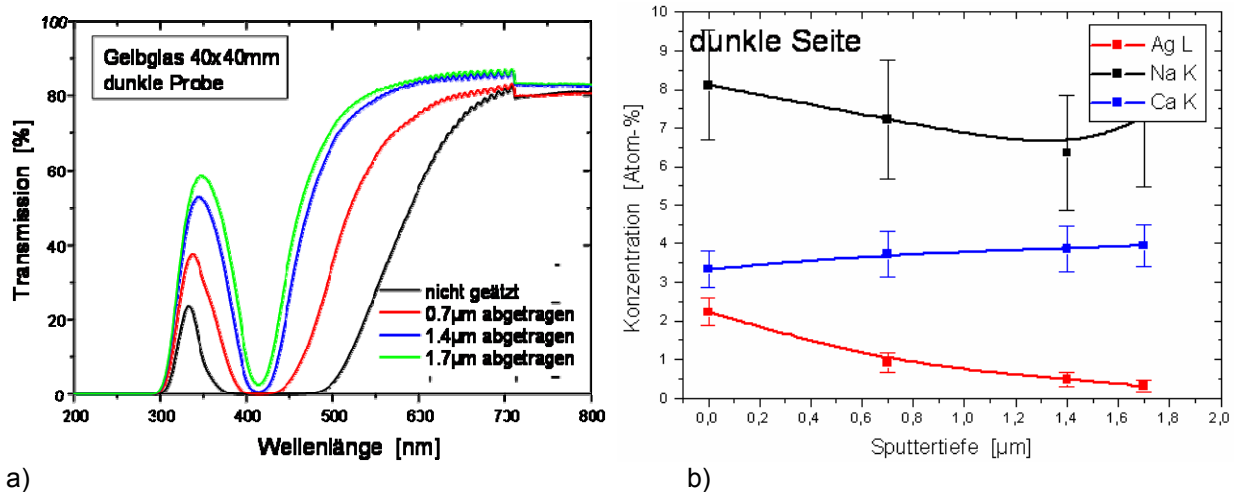 100
80
60
40
20
0
Transmission [%]
Gelbglas 40x40mm
dunkle Probe
nicht geätzt
0.7µm abgetragen
1.4µm abgetragen
1.7µm abgetragen
200 300 350 400 450 500 630 700 730 800
Wellenlänge [nm]
a)
10
9
8
7
6
5
4
3
2
1
0
Konzentration [Atom-%]
dunkle Seite
Ag L
Na K
Ca K
0,0 0,2 0,4 0,6 0,8 1,0 1,2 1,4 1,6 1,8 2,0
Sputtertiefe [µm]
b)